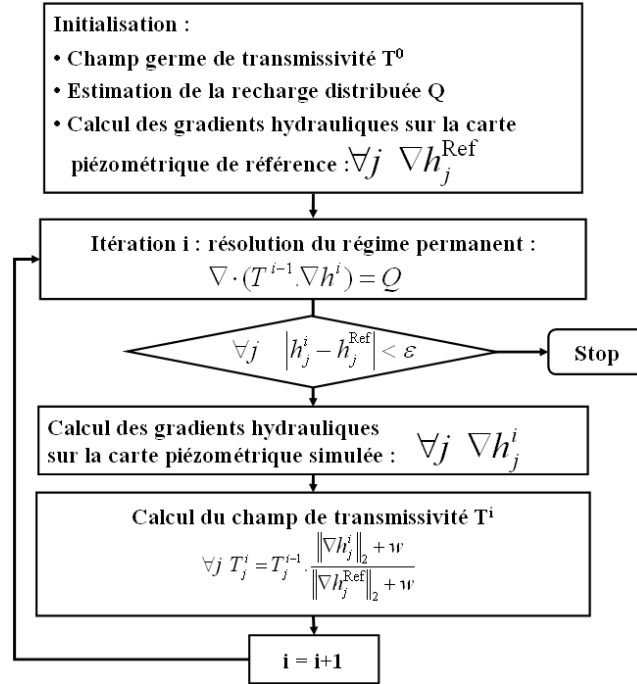 Initialisation :
• Champ germe de transmissivité T⁰
• Estimation de la recharge distribuée Q
• Calcul des gradients hydrauliques sur la carte
piézométrique de référence : ∀j ∇h_j^Ref
Itération i : résolution du régime permanent :
∇·(T^{i−1}.∇h^i) = Q
∀j |h_j^i − h_j^Ref| < ε
Stop
Calcul des gradients hydrauliques
sur la carte piézométrique simulée : ∀j ∇h_j^i
Calcul du champ de transmissivité Tⁱ
∀j T_j^i = T_j^{i−1} . (‖∇h_j^i‖₂ + w) / (‖∇h_j^Ref‖₂ + w)
i = i+1